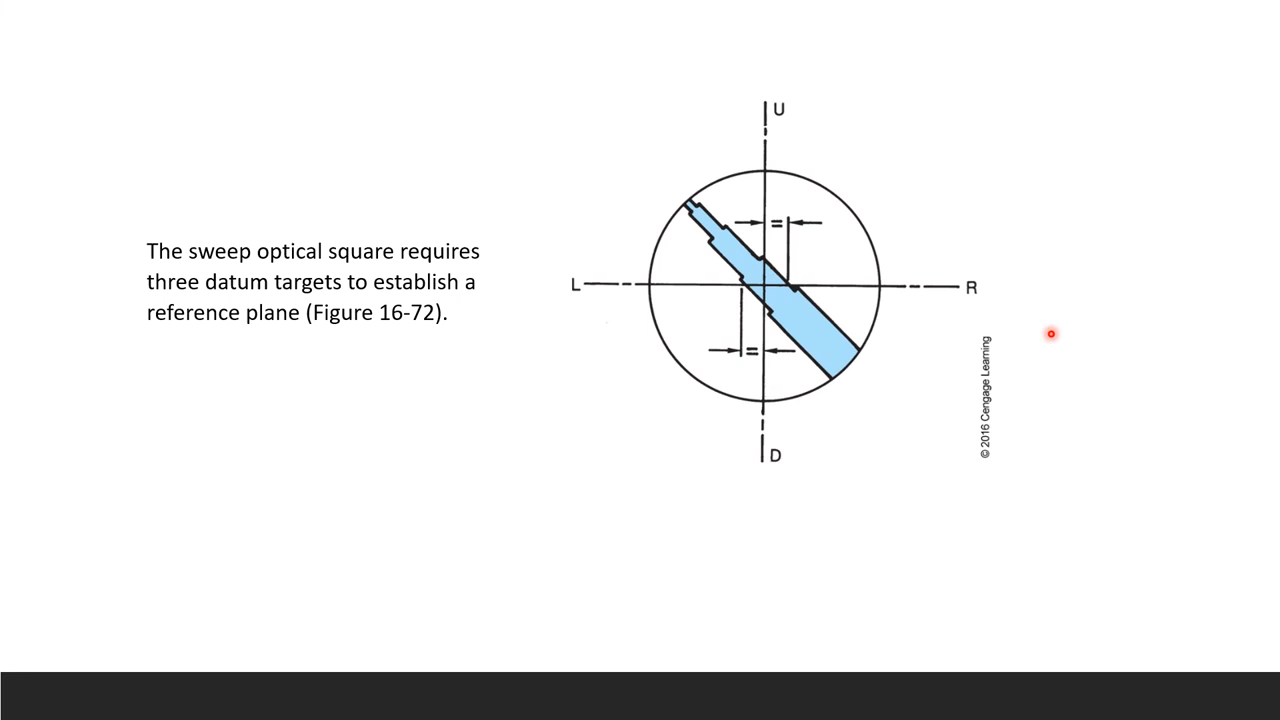 The sweep optical square requires
three datum targets to establish a
reference plane (Figure 16-72).
U
=
L
R
=
D
© 2016 Cengage Learning